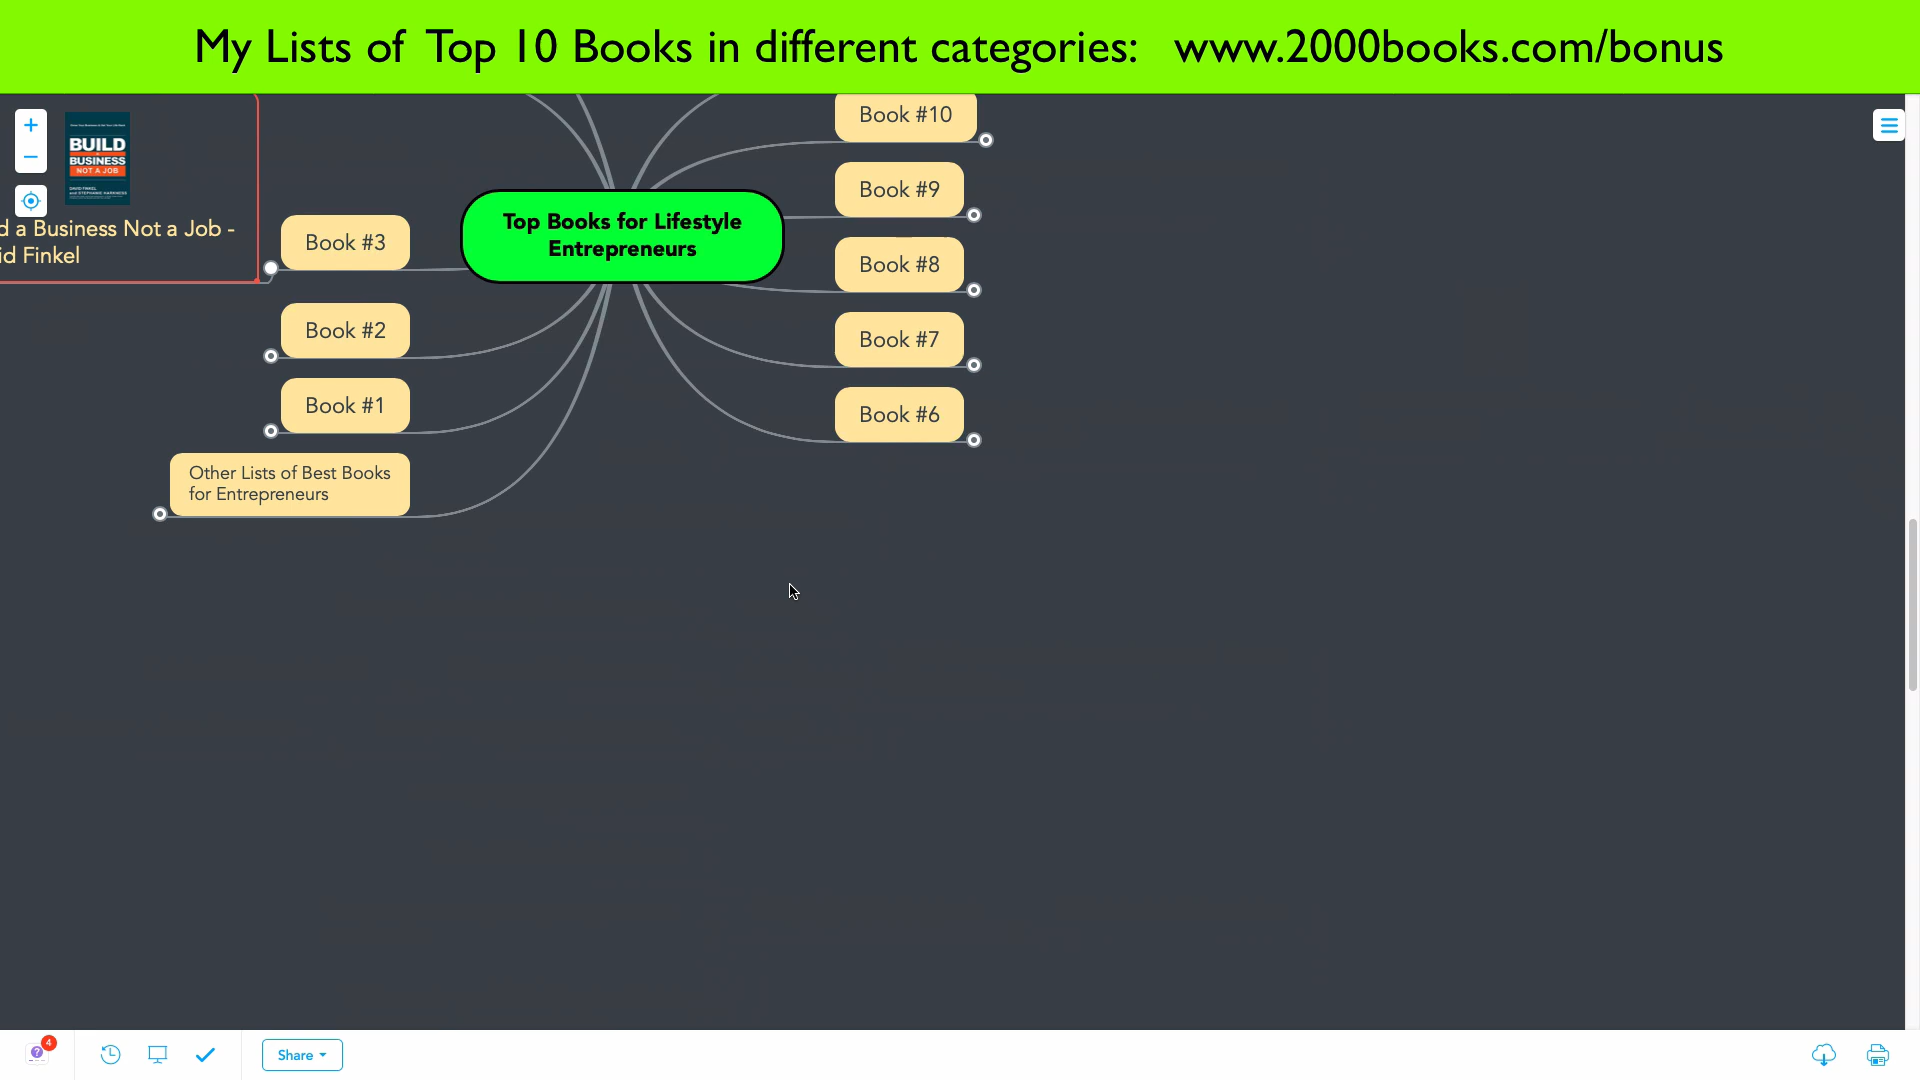 My Lists of Top 10 Books in different categories: www.2000books.com/bonus
BUILD
BUSINESS
NOT A JOB
d a Business Not a Job -
id Finkel
Book #3
Book #2
Book #1
Other Lists of Best Books
for Entrepreneurs
Top Books for Lifestyle
Entrepreneurs
Book #10
Book #9
Book #8
Book #7
Book #6
4
Share